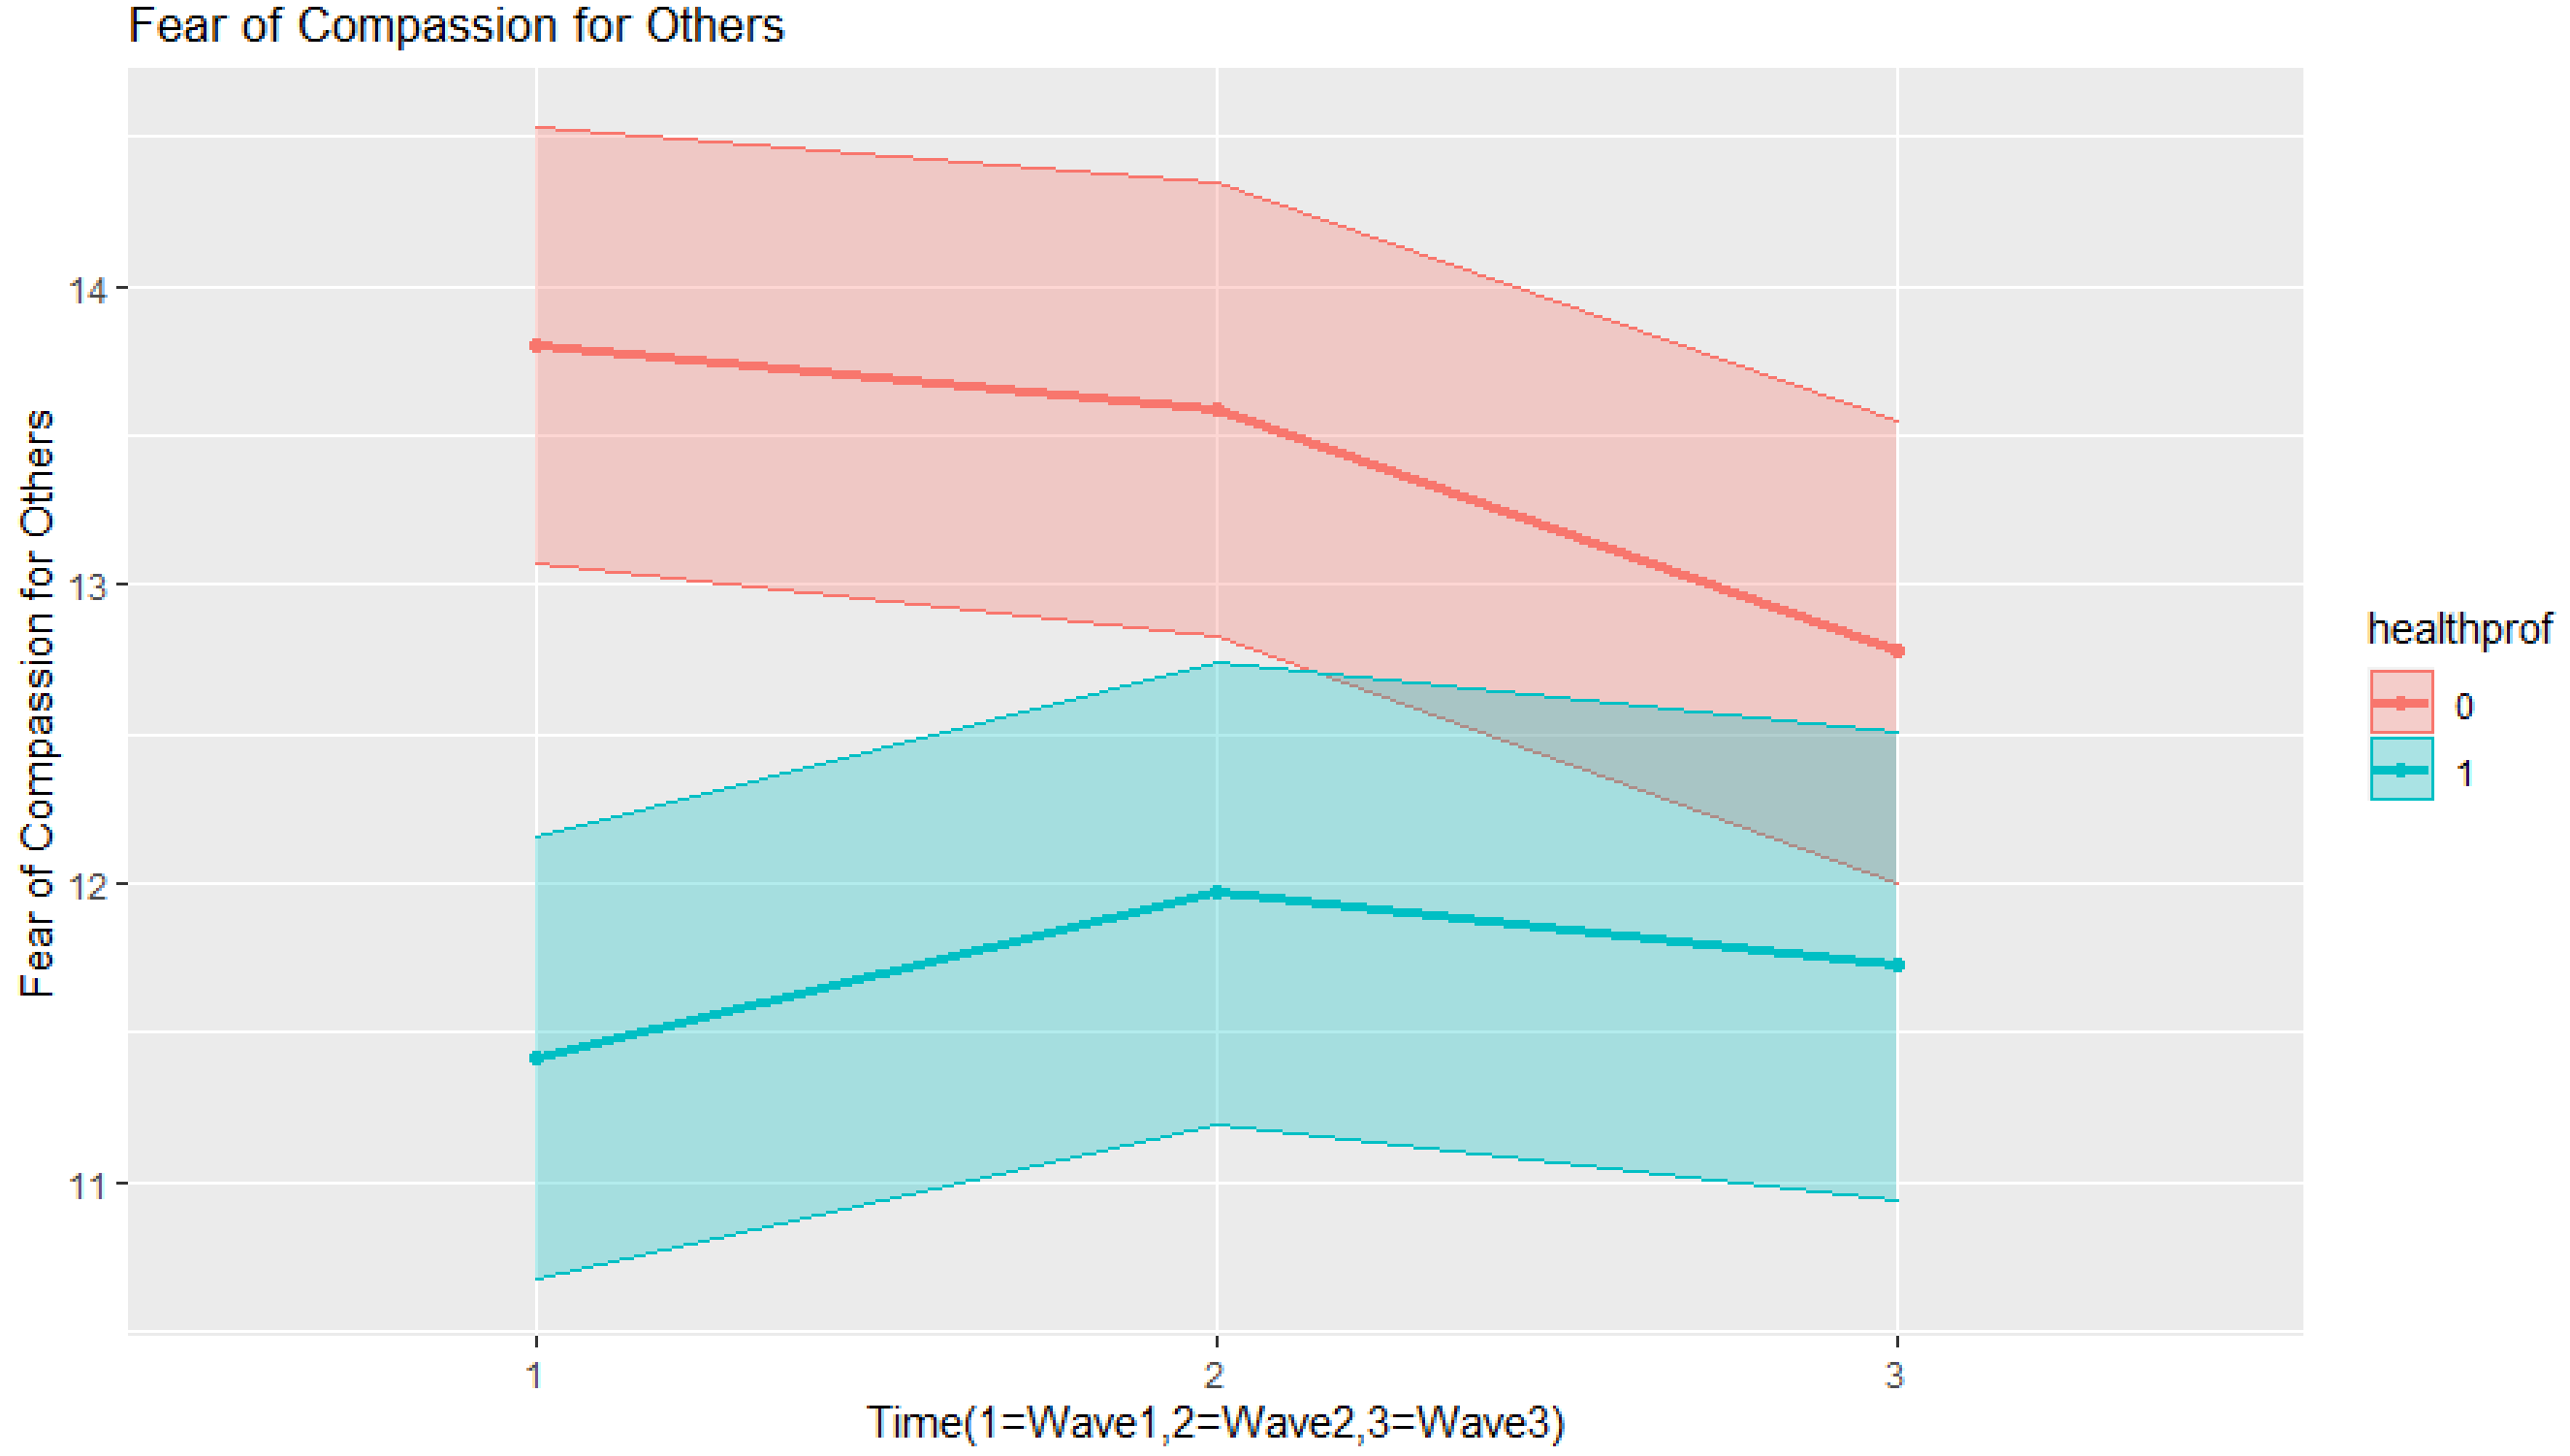 Fear of Compassion for Others
Fear of Compassion for Others
14
13
12
11
1
2
3
Time(1=Wave1,2=Wave2,3=Wave3)
healthprof
0
1